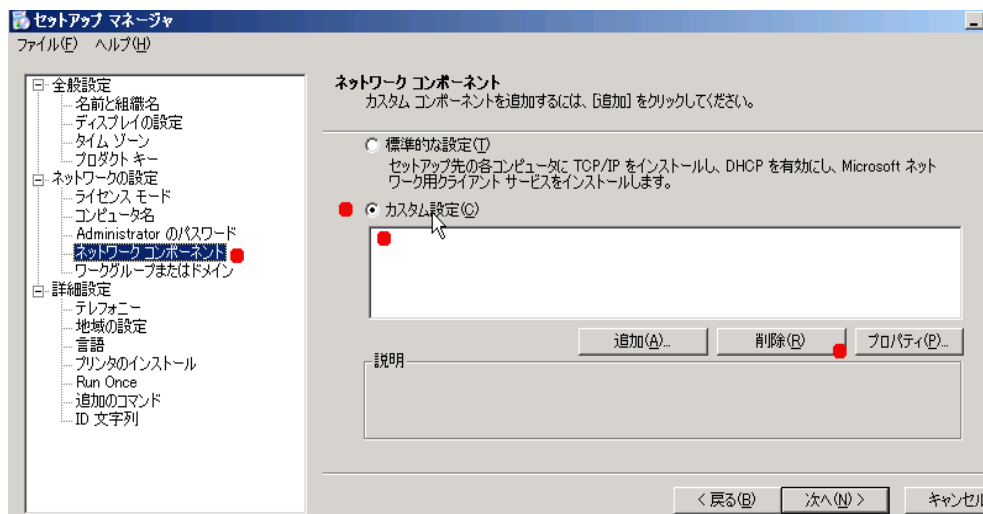 セットアップ マネージャ
ファイル(F) ヘルプ(H)
全般設定
名前と組織名
ディスプレイの設定
タイム ゾーン
プロダクト キー
ネットワークの設定
ライセンス モード
コンピュータ名
Administrator のパスワード
ネットワーク コンポーネント
ワークグループまたはドメイン
詳細設定
テレフォニー
地域の設定
言語
プリンタのインストール
Run Once
追加のコマンド
ID 文字列
ネットワーク コンポーネント
カスタム コンポーネントを追加するには、[追加] をクリックしてください。
標準的な設定(T)
セットアップ先の各コンピュータに TCP/IP をインストールし、DHCP を有効にし、Microsoft ネット
ワーク用クライアント サービスをインストールします。
カスタム設定(C)
追加(A)... 削除(R) プロパティ(P)...
説明
< 戻る(B) 次へ(N) > キャンセル